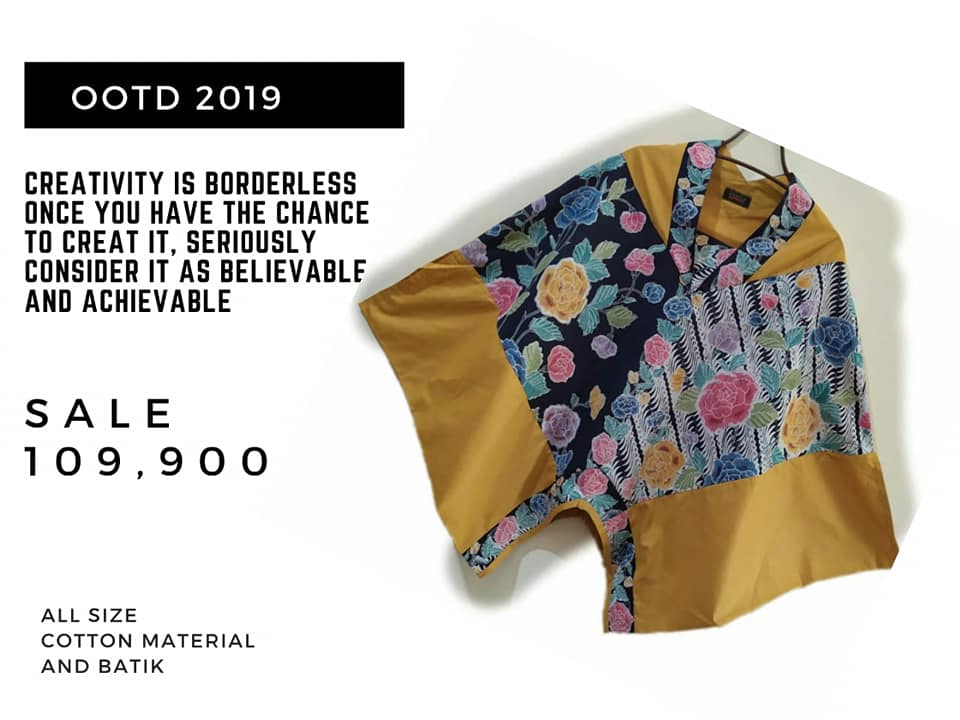 OOTD 2019
CREATIVITY IS BORDERLESS
ONCE YOU HAVE THE CHANCE
TO CREAT IT, SERIOUSLY
CONSIDER IT AS BELIEVABLE
AND ACHIEVABLE
SALE
109,900
ALL SIZE
COTTON MATERIAL
AND BATIK